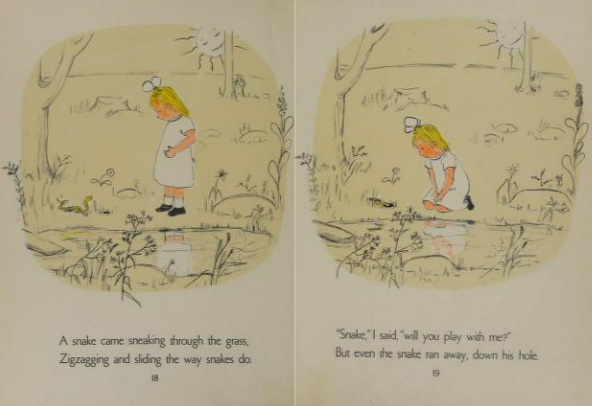 A snake came sneaking through the grass,
Zigzagging and sliding the way snakes do.
18
"Snake," I said, "will you play with me?"
But even the snake ran away, down his hole.
19